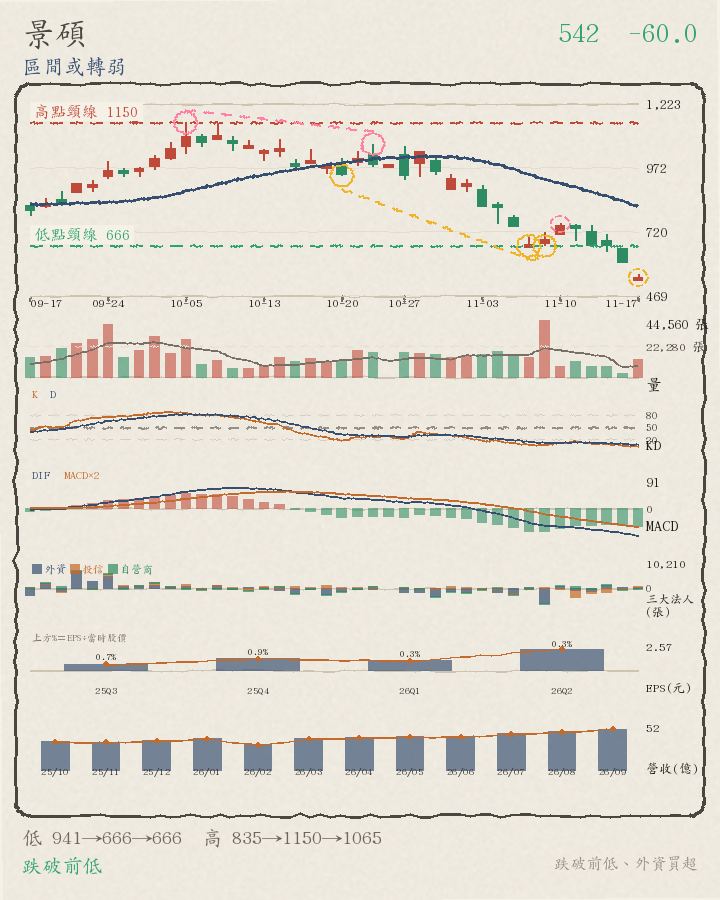 景碩
542 -60.0
區間或轉弱
高點頸線 1150
1,223
972
低點頸線 666
720
469
09-17 09-24 10-05 10-13 10-20 10-27 11-03 11-10 11-17
44,560 張
22,280 張
量
K D
80
50
20
KD
DIF MACD×2
91
0
MACD
外資 投信 自營商
10,210
0
三大法人
(張)
上方%=EPS÷當時股價
0.7% 0.9% 0.3% 0.3%
2.57
25Q3 25Q4 26Q1 26Q2
EPS(元)
52
25/10 25/11 25/12 26/01 26/02 26/03 26/04 26/05 26/06 26/07 26/08 26/09
營收(億)
低 941→666→666 高 835→1150→1065
跌破前低
跌破前低、外資買超